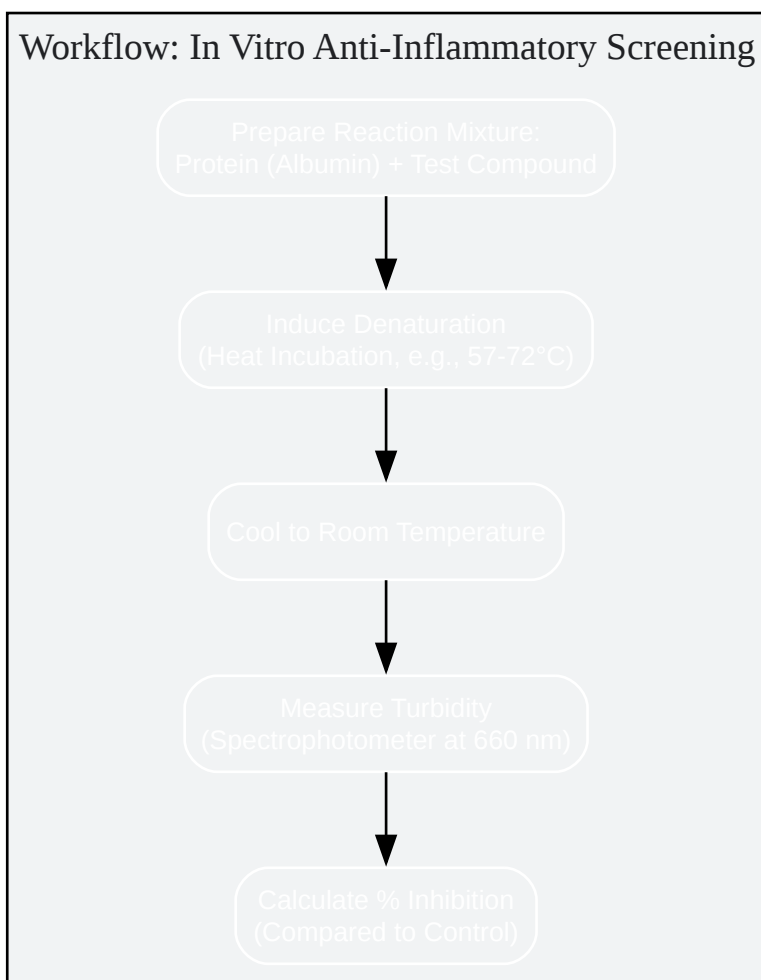 Workflow: In Vitro Anti-Inflammatory Screening
Prepare Reaction Mixture:
Protein (Albumin) + Test Compound
Induce Denaturation
(Heat Incubation, e.g., 57-72°C)
Cool to Room Temperature
Measure Turbidity
(Spectrophotometer at 660 nm)
Calculate % Inhibition
(Compared to Control)